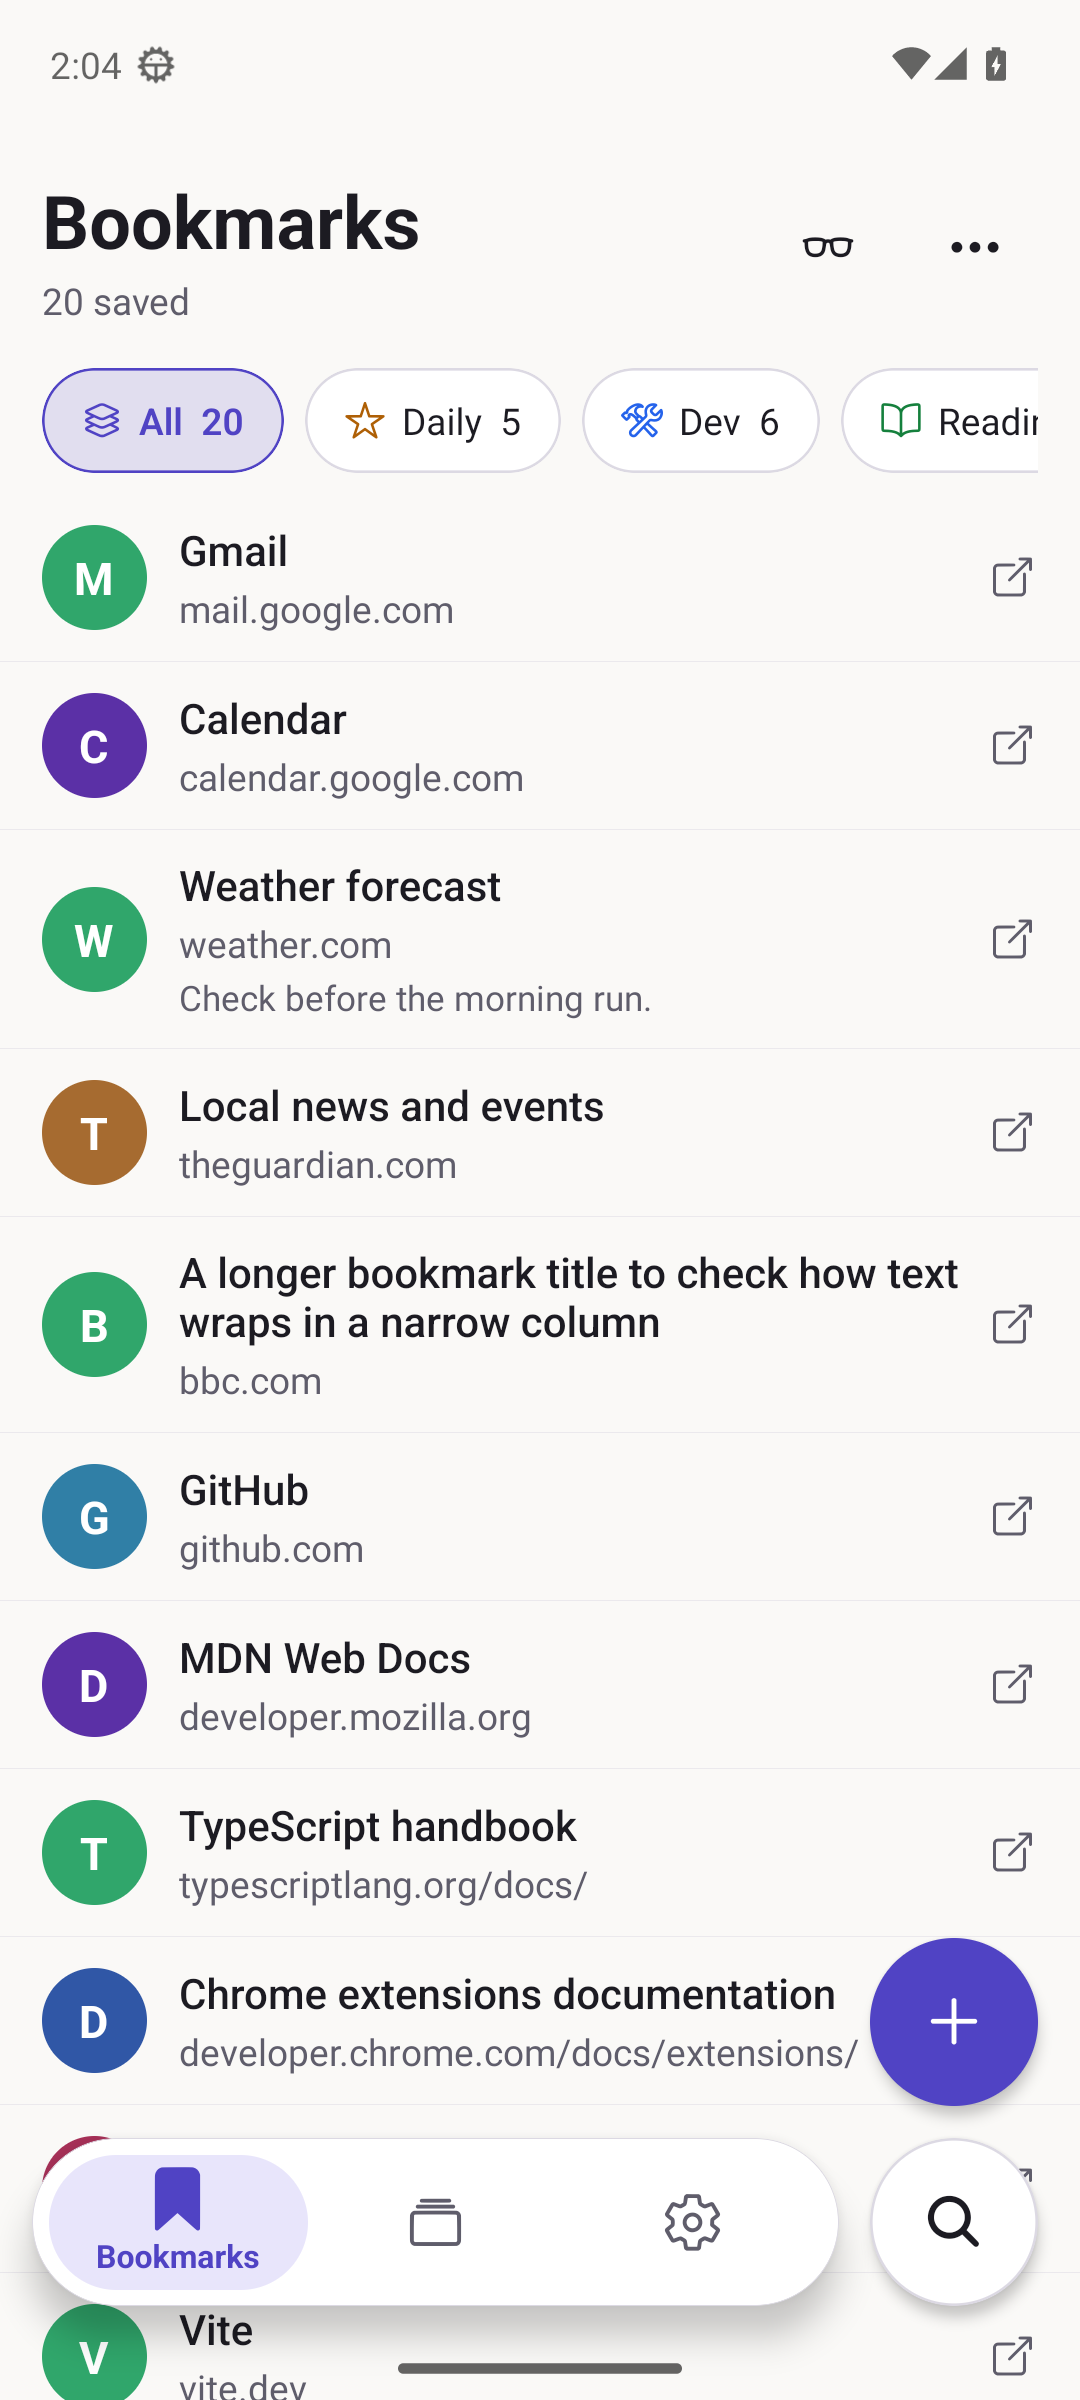 2:04
Bookmarks
20 saved
All 20
Daily 5
Dev 6
Readin
M
Gmail
mail.google.com
C
Calendar
calendar.google.com
W
Weather forecast
weather.com
Check before the morning run.
T
Local news and events
theguardian.com
B
A longer bookmark title to check how text
wraps in a narrow column
bbc.com
G
GitHub
github.com
D
MDN Web Docs
developer.mozilla.org
T
TypeScript handbook
typescriptlang.org/docs/
D
Chrome extensions documentation
developer.chrome.com/docs/extensions/
Bookmarks
V
Vite
vite.dev